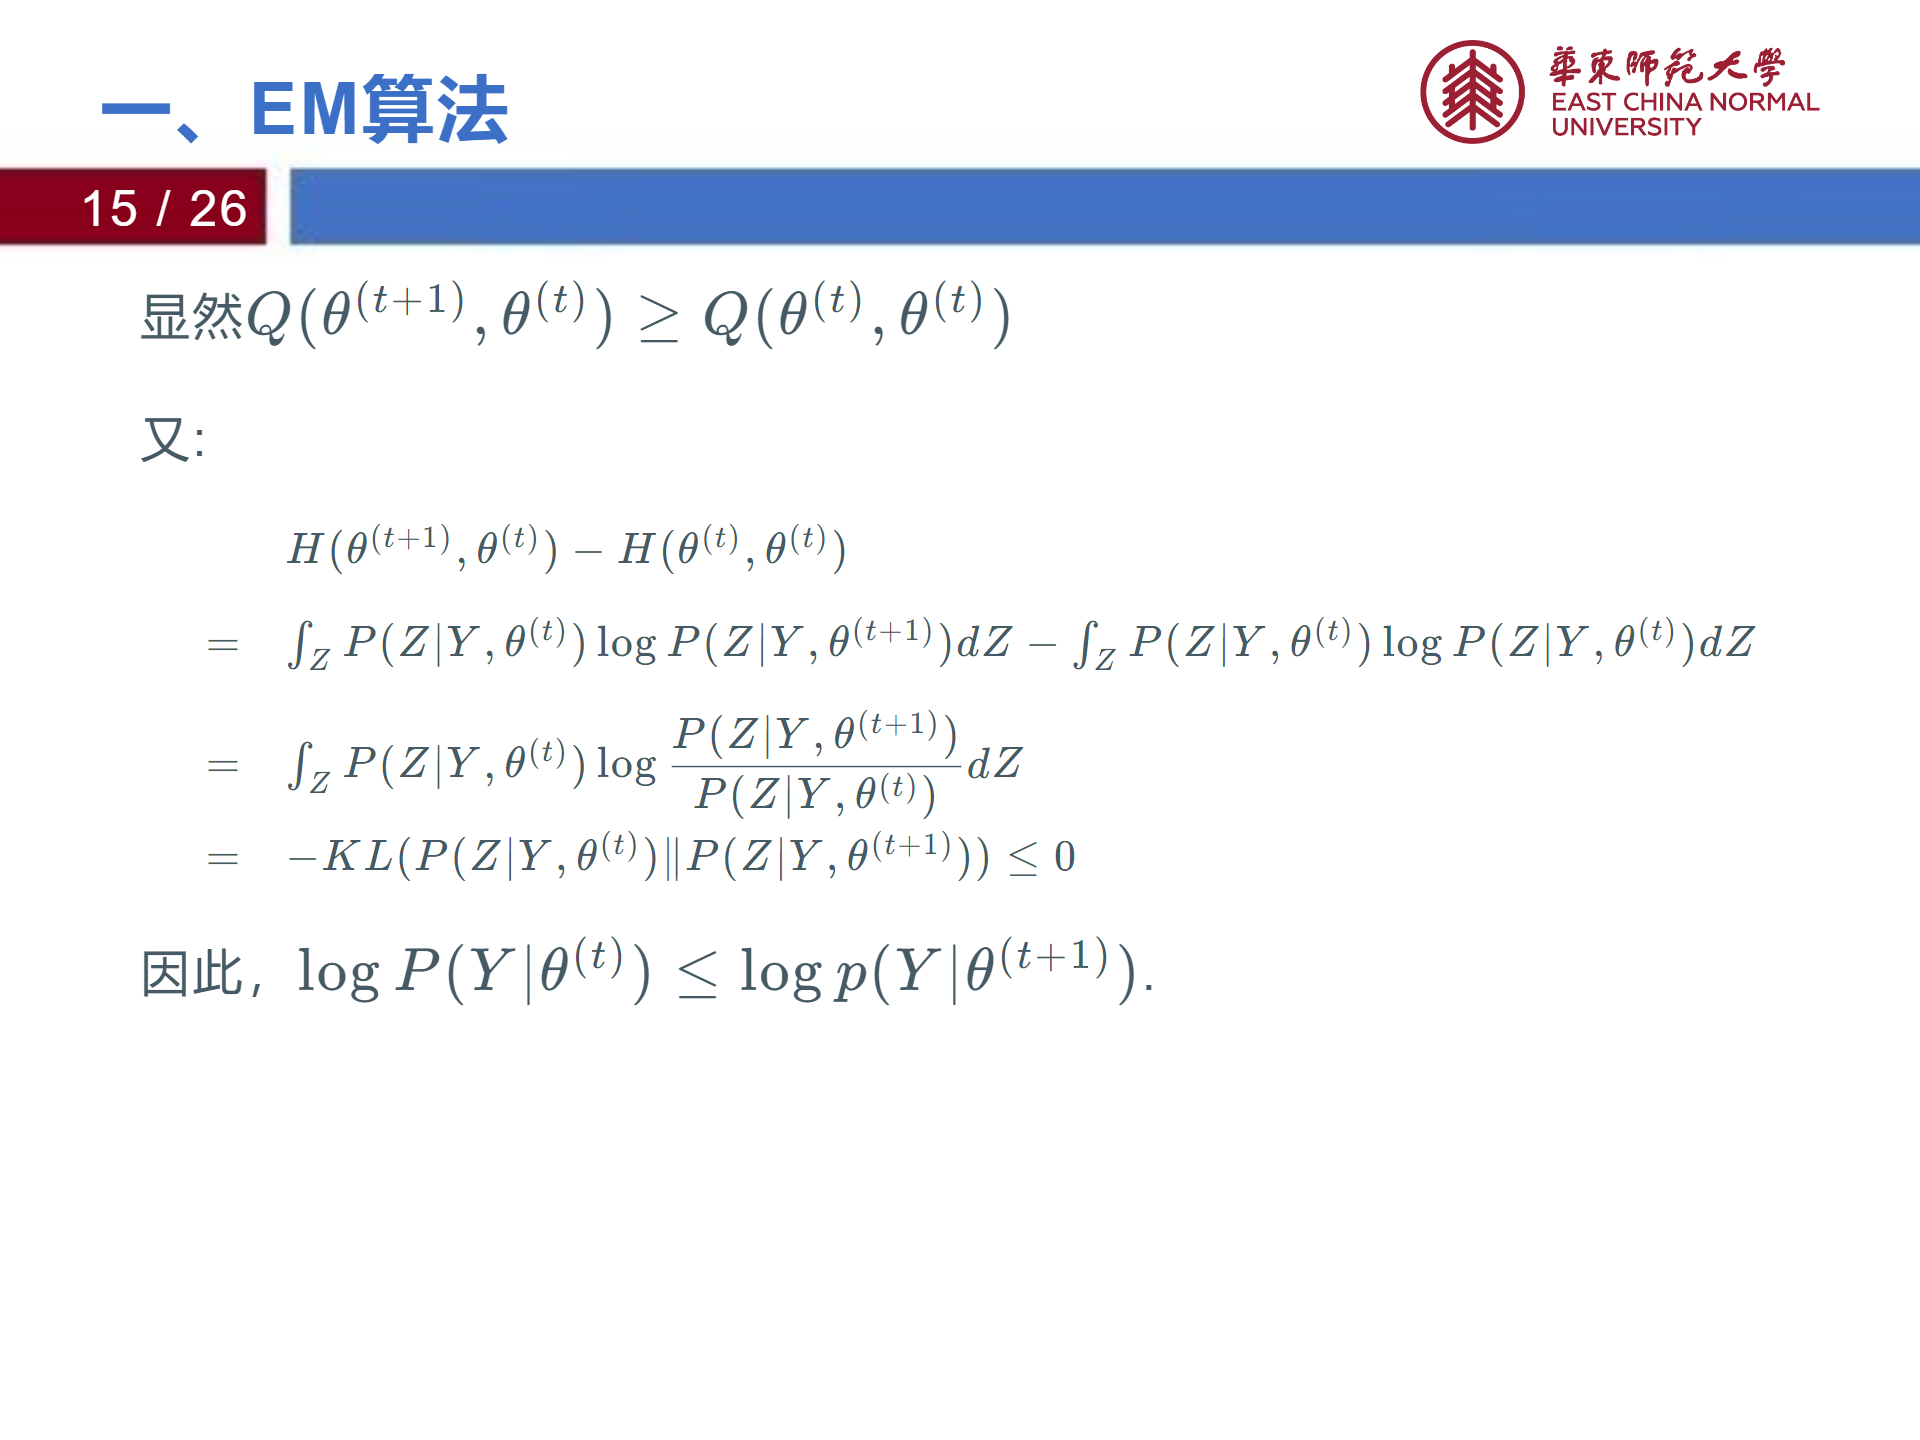 一、EM算法
華東師範大學
EAST CHINA NORMAL
UNIVERSITY
15 / 26
显然Q(θ^{(t+1)}, θ^{(t)}) ≥ Q(θ^{(t)}, θ^{(t)})
又:
H(θ^{(t+1)}, θ^{(t)}) − H(θ^{(t)}, θ^{(t)})
= ∫_Z P(Z|Y, θ^{(t)}) log P(Z|Y, θ^{(t+1)})dZ − ∫_Z P(Z|Y, θ^{(t)}) log P(Z|Y, θ^{(t)})dZ
= ∫_Z P(Z|Y, θ^{(t)}) log \frac{P(Z|Y, θ^{(t+1)})}{P(Z|Y, θ^{(t)})} dZ
= −KL(P(Z|Y, θ^{(t)})‖P(Z|Y, θ^{(t+1)})) ≤ 0
因此, log P(Y|θ^{(t)}) ≤ log p(Y|θ^{(t+1)}).